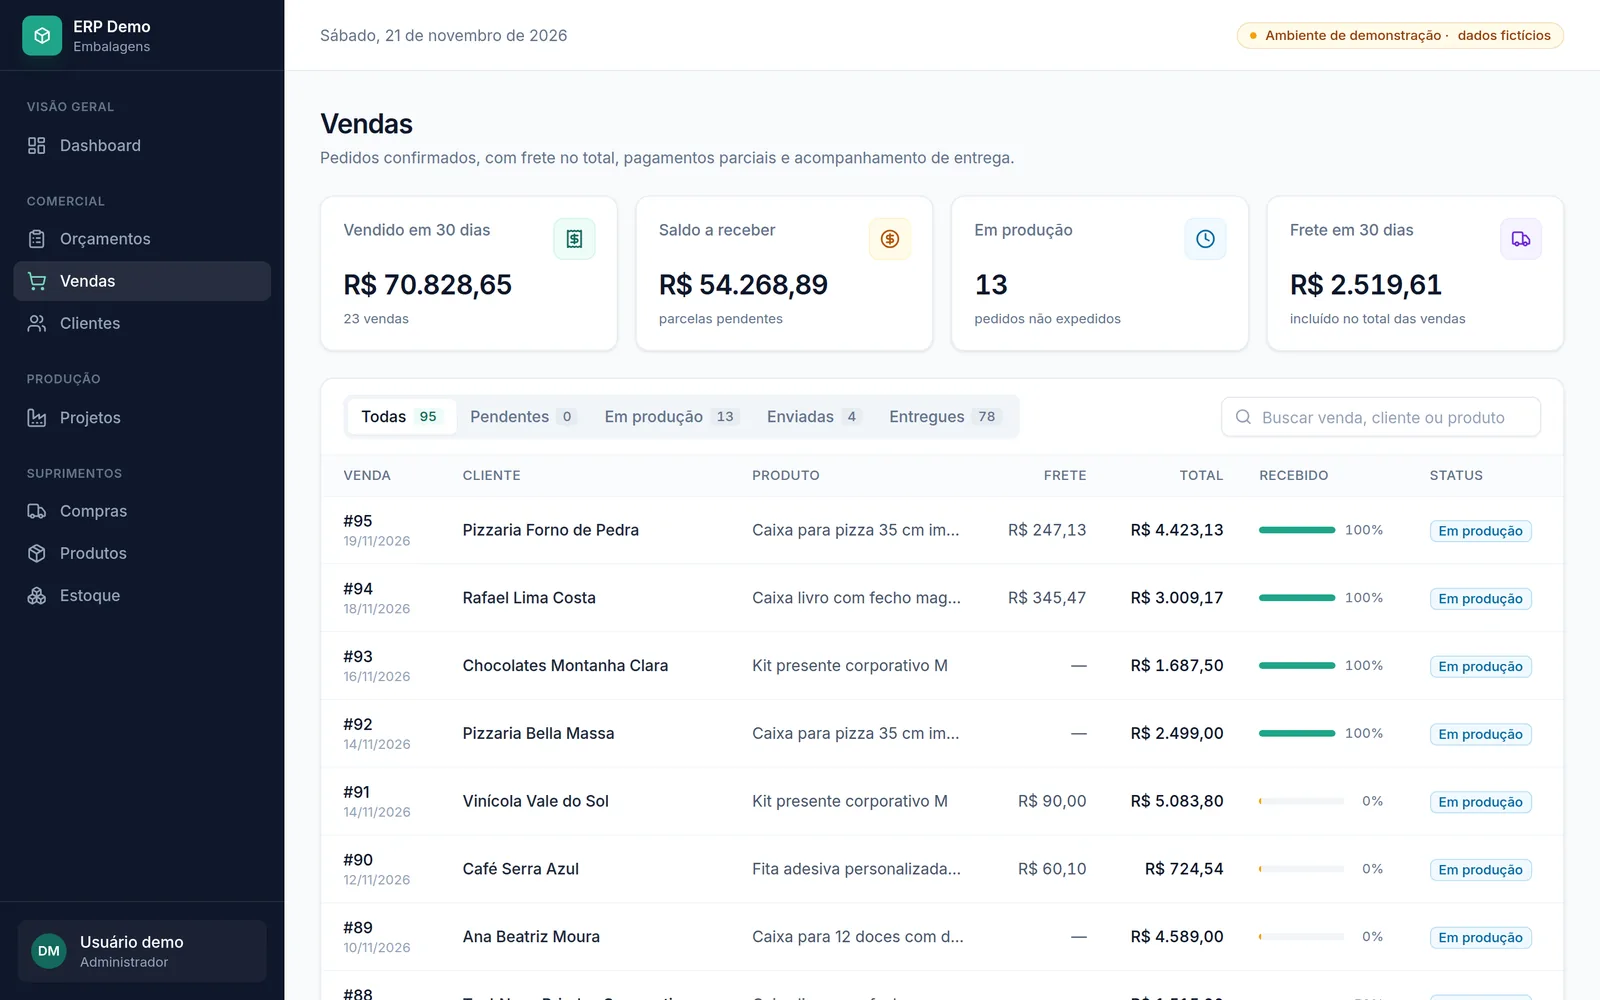 ERP Demo
Embalagens
VISÃO GERAL
Dashboard
COMERCIAL
Orçamentos
Vendas
Clientes
PRODUÇÃO
Projetos
SUPRIMENTOS
Compras
Produtos
Estoque
DM
Usuário demo
Administrador
Sábado, 21 de novembro de 2026
Ambiente de demonstração · dados fictícios
Vendas
Pedidos confirmados, com frete no total, pagamentos parciais e acompanhamento de entrega.
Vendido em 30 dias
R$ 70.828,65
23 vendas
Saldo a receber
R$ 54.268,89
parcelas pendentes
Em produção
13
pedidos não expedidos
Frete em 30 dias
R$ 2.519,61
incluído no total das vendas
Todas 95 Pendentes 0 Em produção 13 Enviadas 4 Entregues 78
Buscar venda, cliente ou produto
VENDA CLIENTE PRODUTO FRETE TOTAL RECEBIDO STATUS
#95
19/11/2026
Pizzaria Forno de Pedra Caixa para pizza 35 cm im... R$ 247,13 R$ 4.423,13 100% Em produção
#94
18/11/2026
Rafael Lima Costa Caixa livro com fecho mag... R$ 345,47 R$ 3.009,17 100% Em produção
#93
16/11/2026
Chocolates Montanha Clara Kit presente corporativo M — R$ 1.687,50 100% Em produção
#92
14/11/2026
Pizzaria Bella Massa Caixa para pizza 35 cm im... — R$ 2.499,00 100% Em produção
#91
14/11/2026
Vinícola Vale do Sol Kit presente corporativo M R$ 90,00 R$ 5.083,80 0% Em produção
#90
12/11/2026
Café Serra Azul Fita adesiva personalizada... R$ 60,10 R$ 724,54 0% Em produção
#89
10/11/2026
Ana Beatriz Moura Caixa para 12 doces com d... — R$ 4.589,00 0% Em produção
#88